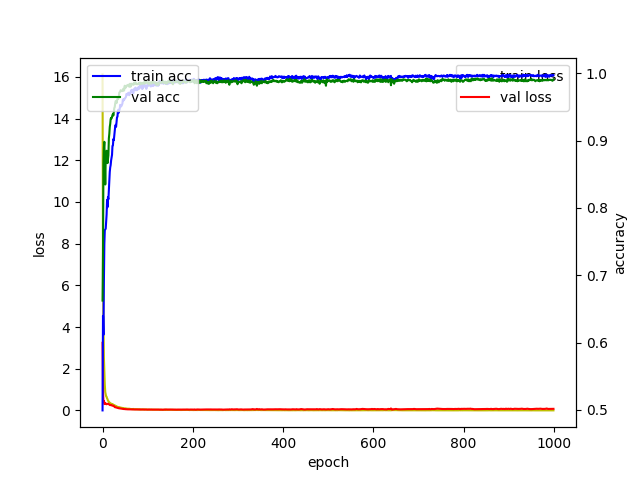 train acc
val acc
train loss
val loss
16
14
12
10
8
6
4
2
0
1.0
0.9
0.8
0.7
0.6
0.5
loss
accuracy
0 200 400 600 800 1000
epoch